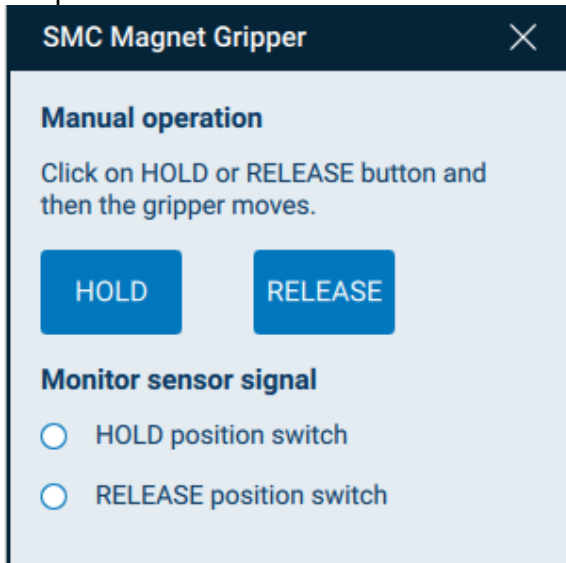 SMC Magnet Gripper
Manual operation
Click on HOLD or RELEASE button and
then the gripper moves.
HOLD RELEASE
Monitor sensor signal
HOLD position switch
RELEASE position switch